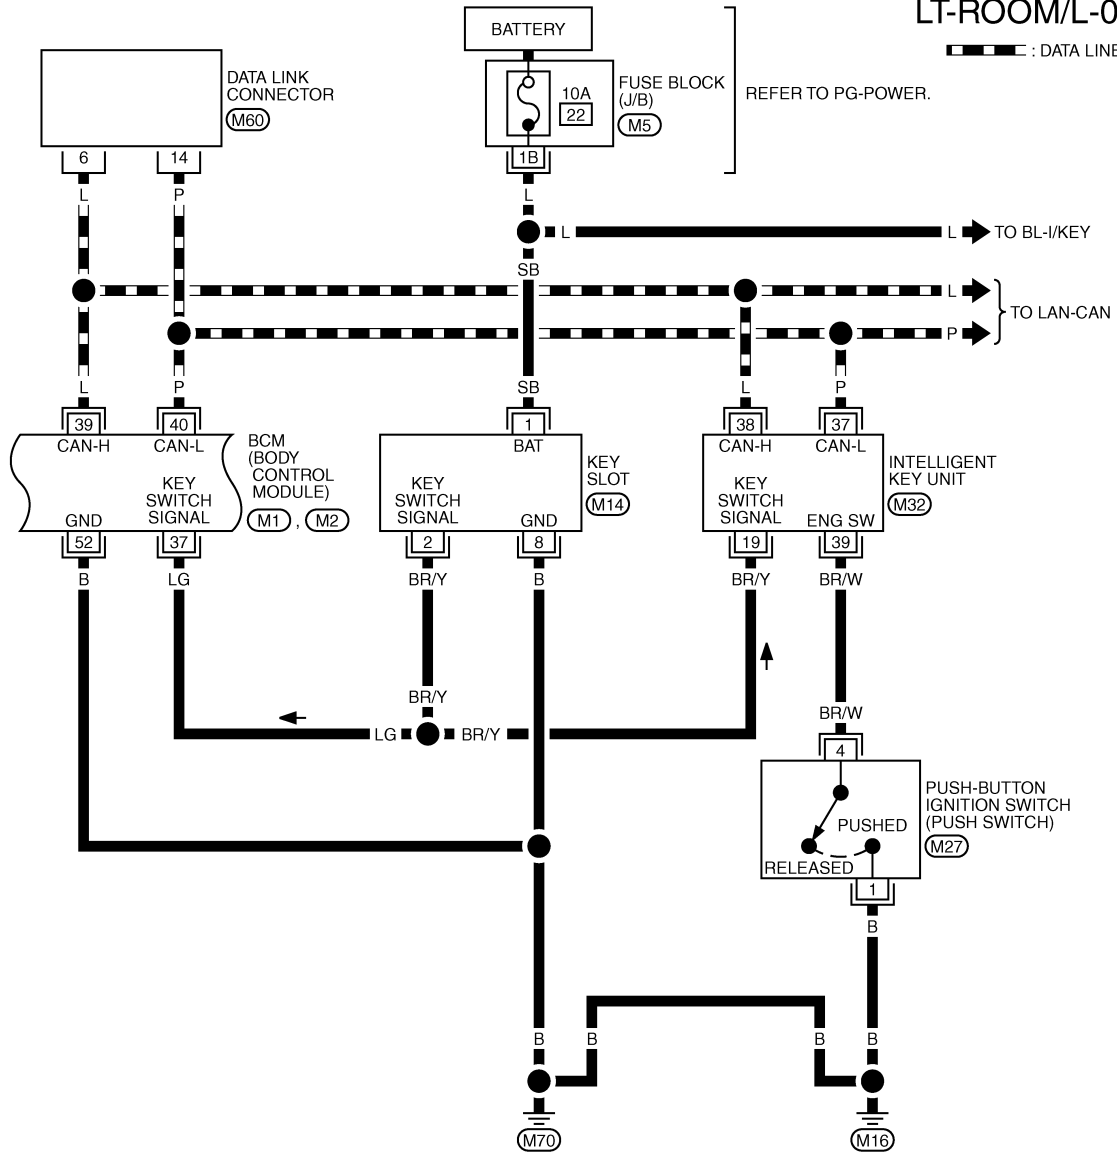 LT-ROOM/L-0
: DATA LINE
BATTERY
DATA LINK
CONNECTOR
M60
10A
22
FUSE BLOCK
(J/B)
M5
REFER TO PG-POWER.
6
14
1B
L
P
L
L
L
TO BL-I/KEY
SB
L
TO LAN-CAN
P
L
P
SB
L
P
39
40
1
38
37
CAN-H
CAN-L
BAT
CAN-H
CAN-L
BCM
(BODY
CONTROL
MODULE)
M1 , M2
KEY
SLOT
M14
INTELLIGENT
KEY UNIT
M32
KEY
SWITCH
SIGNAL
GND
KEY
SWITCH
SIGNAL
GND
KEY
SWITCH
SIGNAL
ENG SW
52
37
2
8
19
39
B
LG
BR/Y
B
BR/Y
BR/W
BR/Y
BR/W
LG
BR/Y
4
PUSH-BUTTON
IGNITION SWITCH
(PUSH SWITCH)
M27
PUSHED
RELEASED
1
B
B
B
B
B
M70
M16